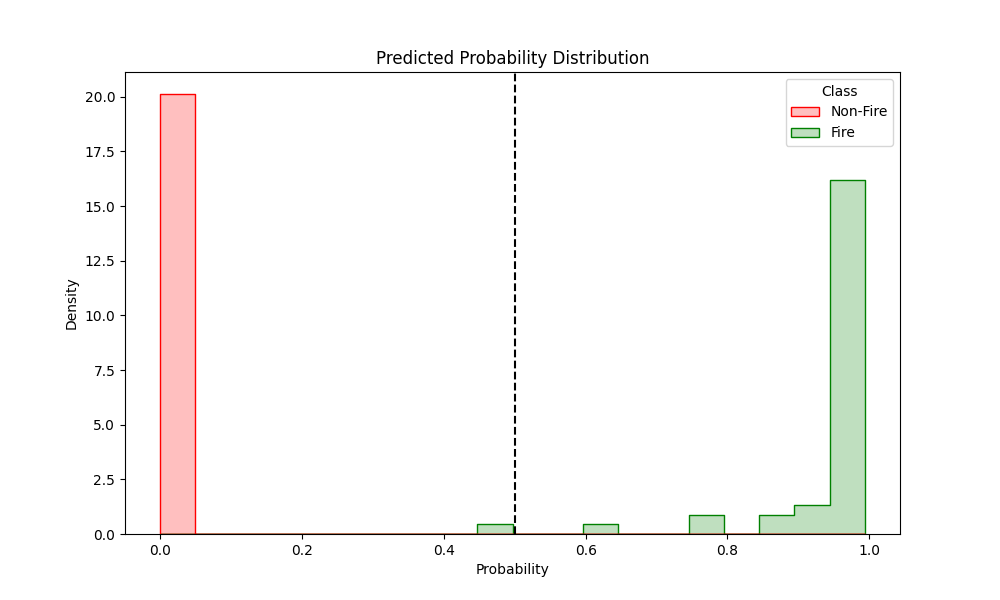 Predicted Probability Distribution
Class
Non-Fire
Fire
20.0
17.5
15.0
12.5
10.0
7.5
5.0
2.5
0.0
Density
0.0 0.2 0.4 0.6 0.8 1.0
Probability